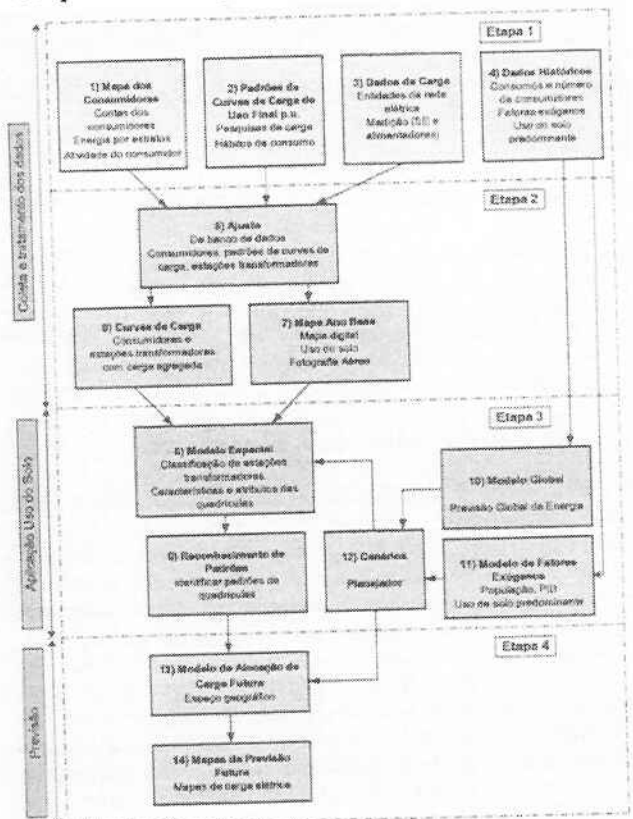 Etapa 1
1) Mapa dos
Consumidores
Contas dos
consumidores
Energia por estratos
Atividade do consumidor
2) Padrões de
Curvas de Carga de
Uso Final p.u.
Pesquisas de carga
Hábitos de consumo
3) Dados de Carga
Entidades da rede
elétrica
Medição (SE e
alimentadores)
4) Dados Históricos
Consumos e número
de consumidores
Fatores exógenos
Uso do solo
predominante
Coleta e tratamento dos dados
Etapa 2
5) Ajuste
De banco de dados
Consumidores, padrões de curvas de
carga, estações transformadores
6) Curvas de Carga
Consumidores e
estações transformadoras
com carga agregada
7) Mapa Ano Base
Mapa digital
Uso do solo
Fotografia Aérea
Etapa 3
Aplicação Uso do Solo
8) Modelo Espacial
Classificação de estações
transformadores
Características e atributos das
quadrículas
10) Modelo Global
Previsão Global da Energia
9) Reconhecimento de
Padrões
Identificar padrões de
quadrículas
12) Cenários
Planejador
11) Modelo de Fatores
Exógenos
População, PIB
Uso de solo predominante
Etapa 4
Previsão
13) Modelo de Alocação de
Carga Futura
Espaço geográfico
14) Mapas da Previsão
Futura
Mapas de carga elétrica